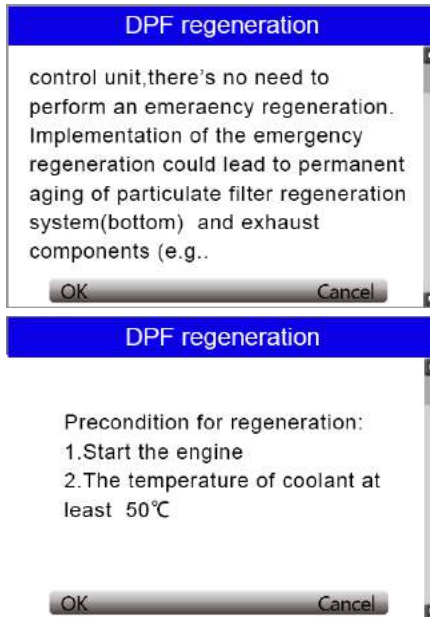 DPF regeneration
control unit,there's no need to
perform an emeraency regeneration.
Implementation of the emergency
regeneration could lead to permanent
aging of particulate filter regeneration
system(bottom)  and exhaust
components (e.g..
OK Cancel
DPF regeneration
Precondition for regeneration:
1.Start the engine
2.The temperature of coolant at
least  50℃
OK Cancel